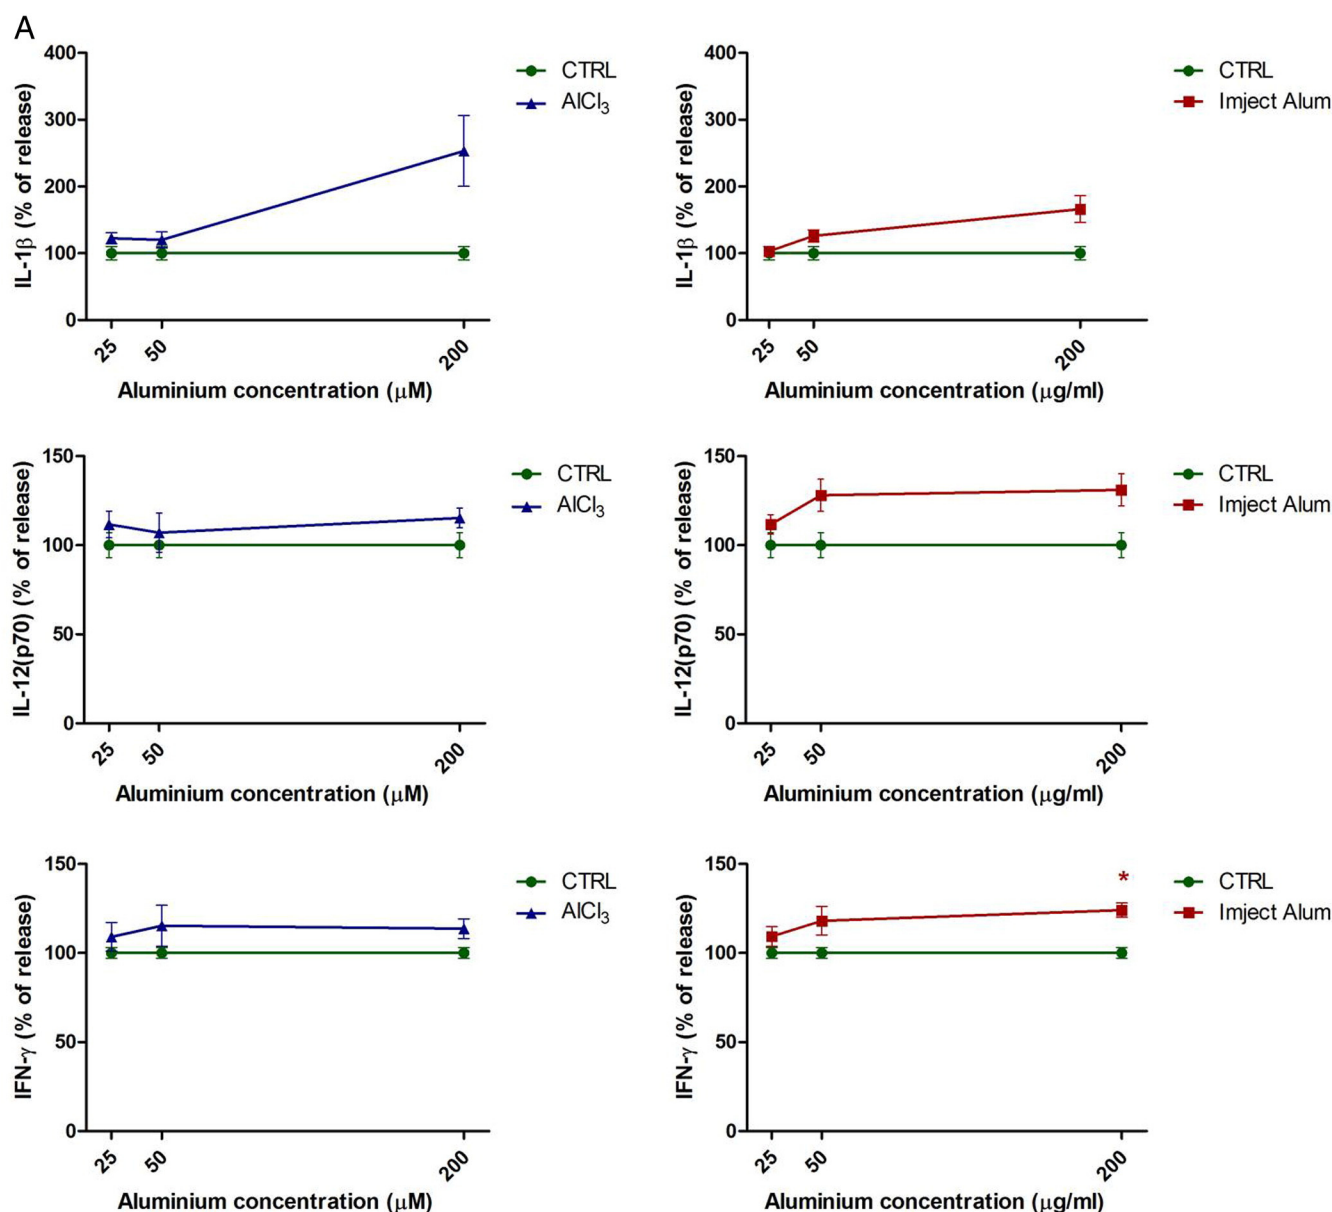 A
400
300
200
100
0
IL-1β (% of release)
25 50 200
Aluminium concentration (μM)
CTRL
AlCl3
400
300
200
100
0
IL-1β (% of release)
25 50 200
Aluminium concentration (μg/ml)
CTRL
Imject Alum
150
100
50
0
IL-12(p70) (% of release)
25 50 200
Aluminium concentration (μM)
CTRL
AlCl3
150
100
50
0
IL-12(p70) (% of release)
25 50 200
Aluminium concentration (μg/ml)
CTRL
Imject Alum
150
100
50
0
IFN-γ (% of release)
25 50 200
Aluminium concentration (μM)
CTRL
AlCl3
150
100
50
0
IFN-γ (% of release)
25 50 200
Aluminium concentration (μg/ml)
*
CTRL
Imject Alum